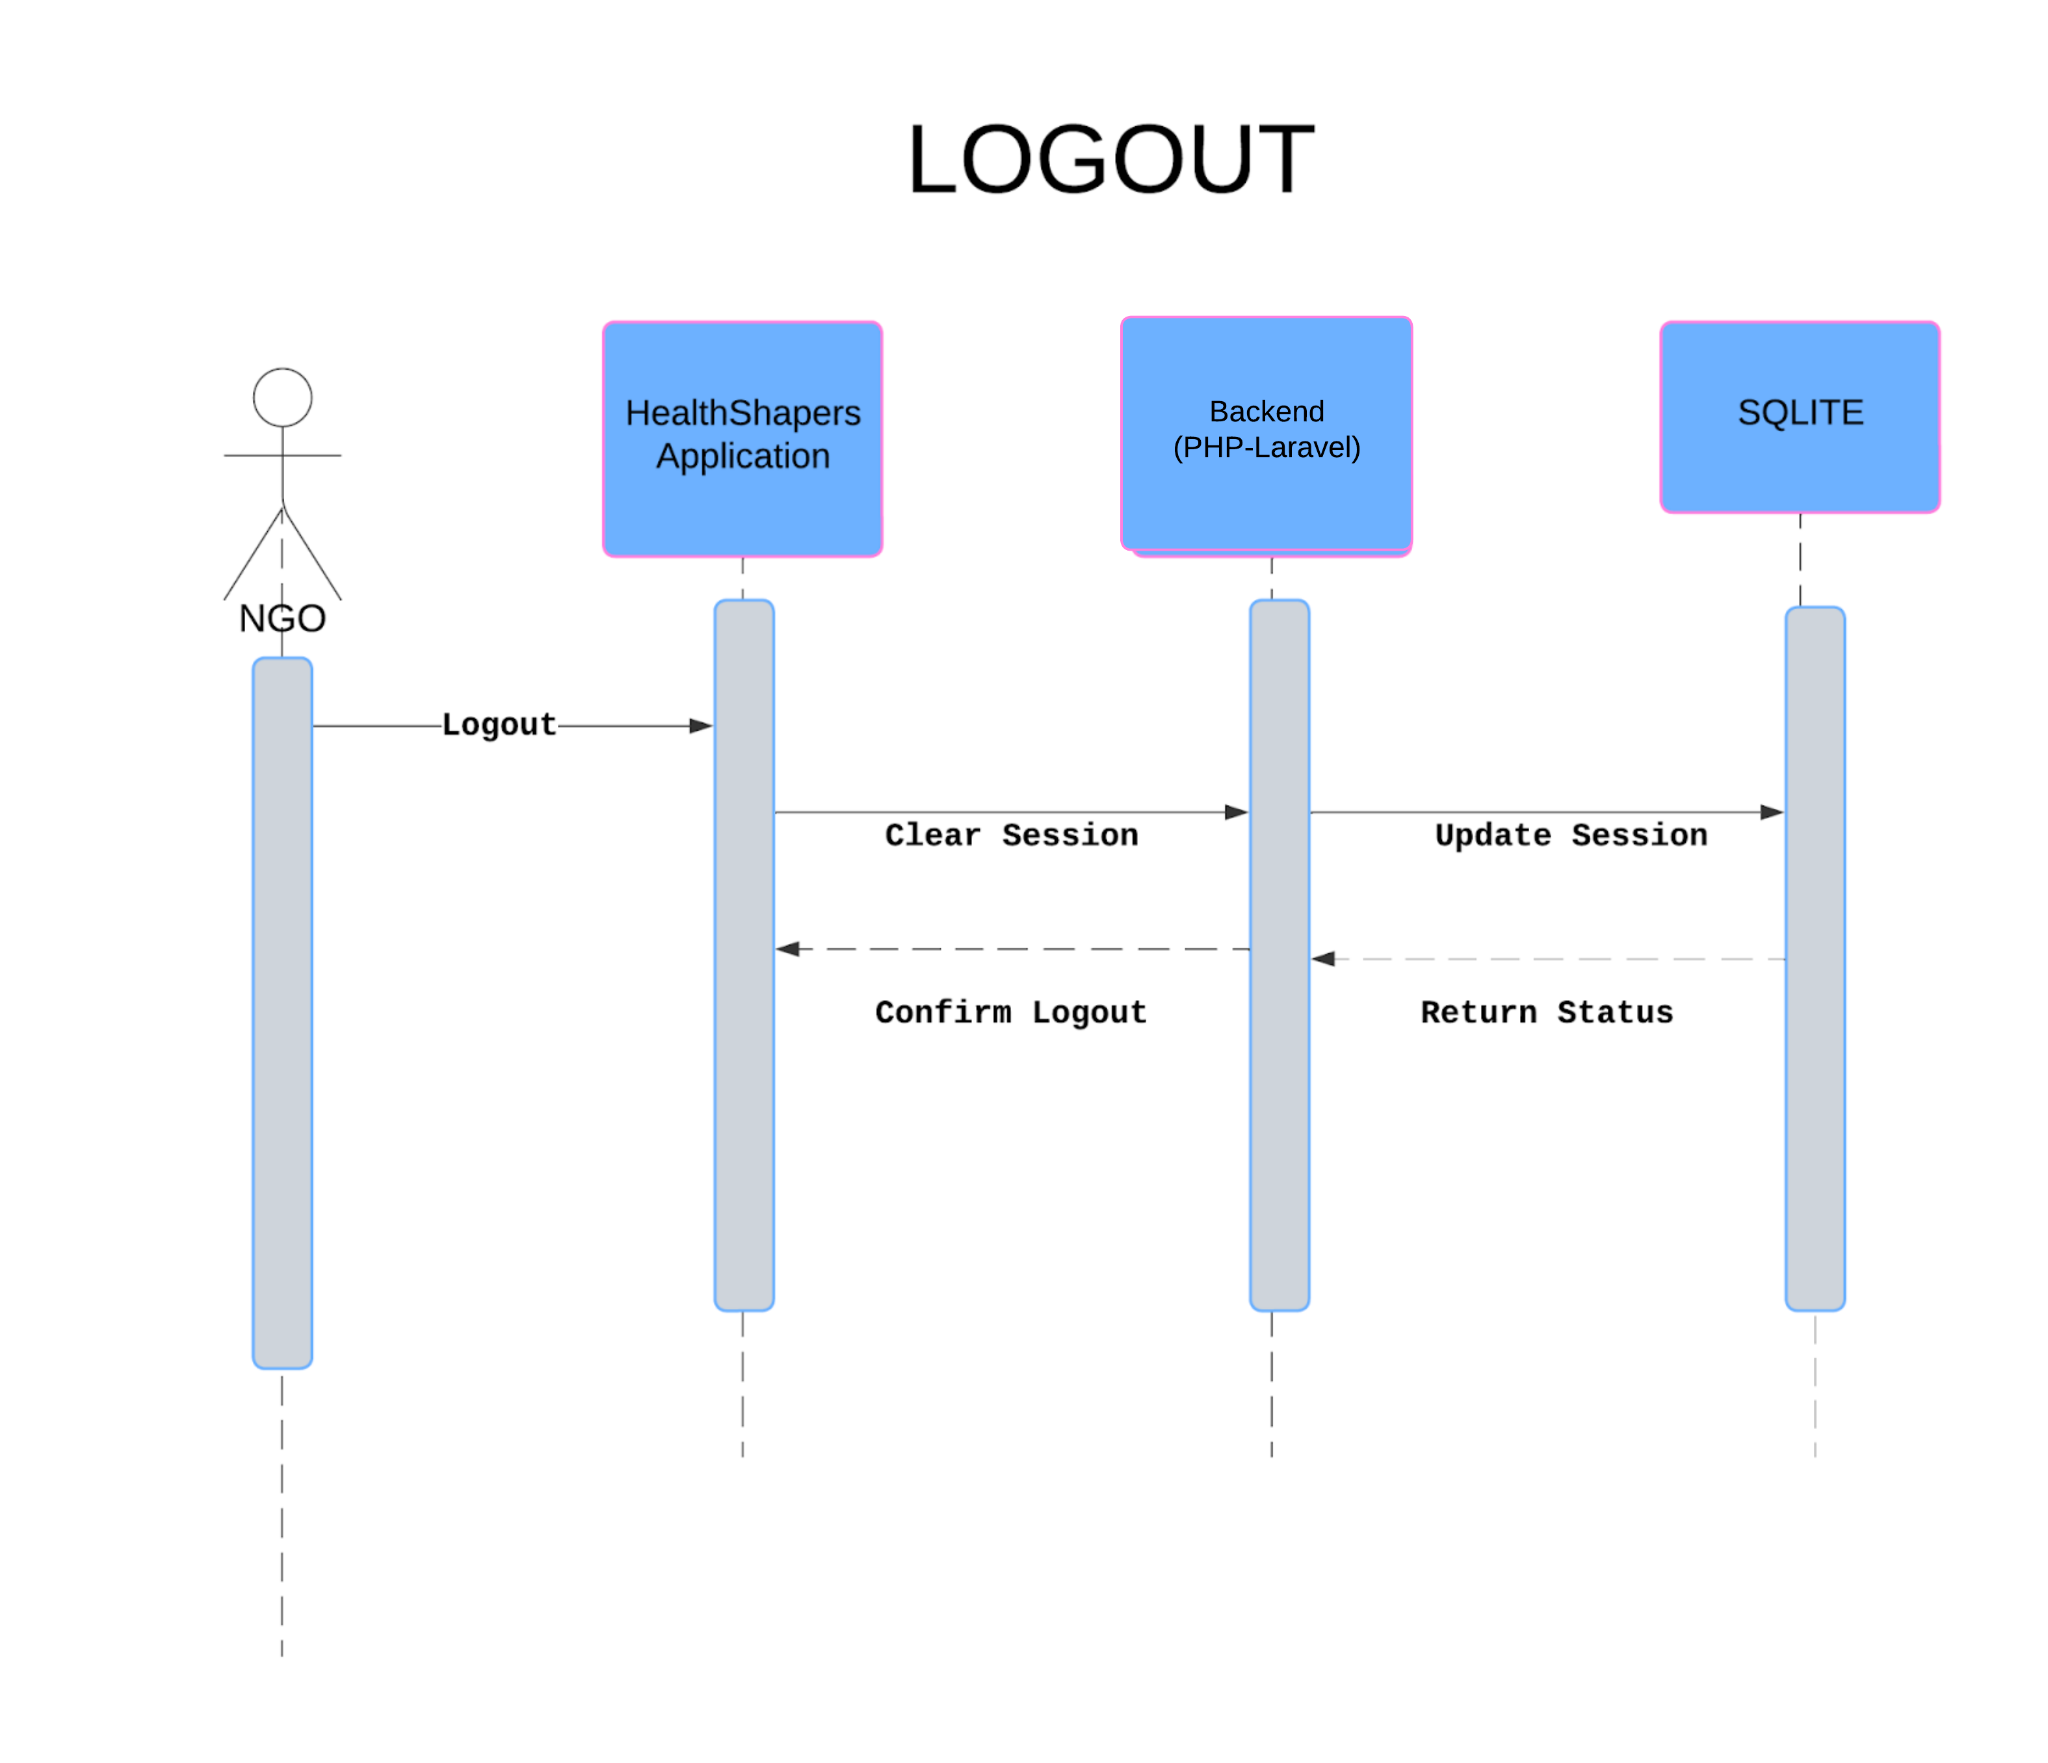 LOGOUT
HealthShapers
Application
Backend
(PHP-Laravel)
SQLITE
NGO
Logout
Clear Session
Update Session
Confirm Logout
Return Status